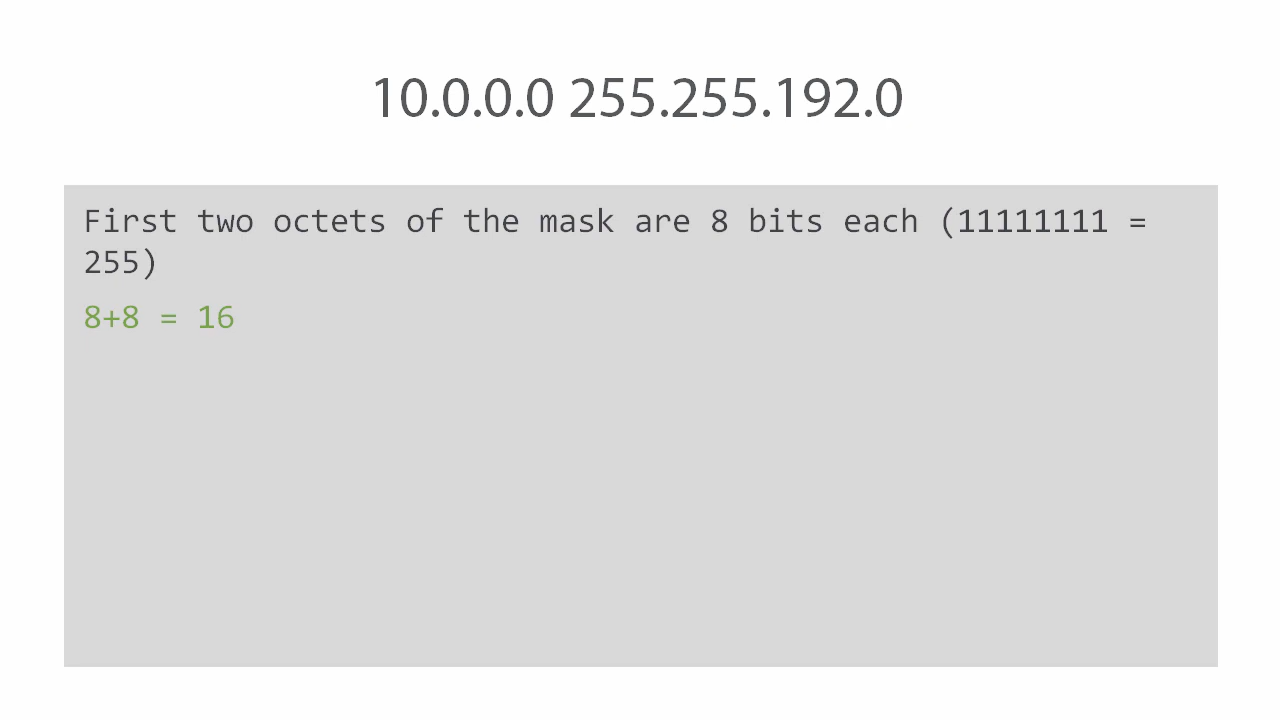 10.0.0.0 255.255.192.0
First two octets of the mask are 8 bits each (11111111 =
255)
8+8 = 16